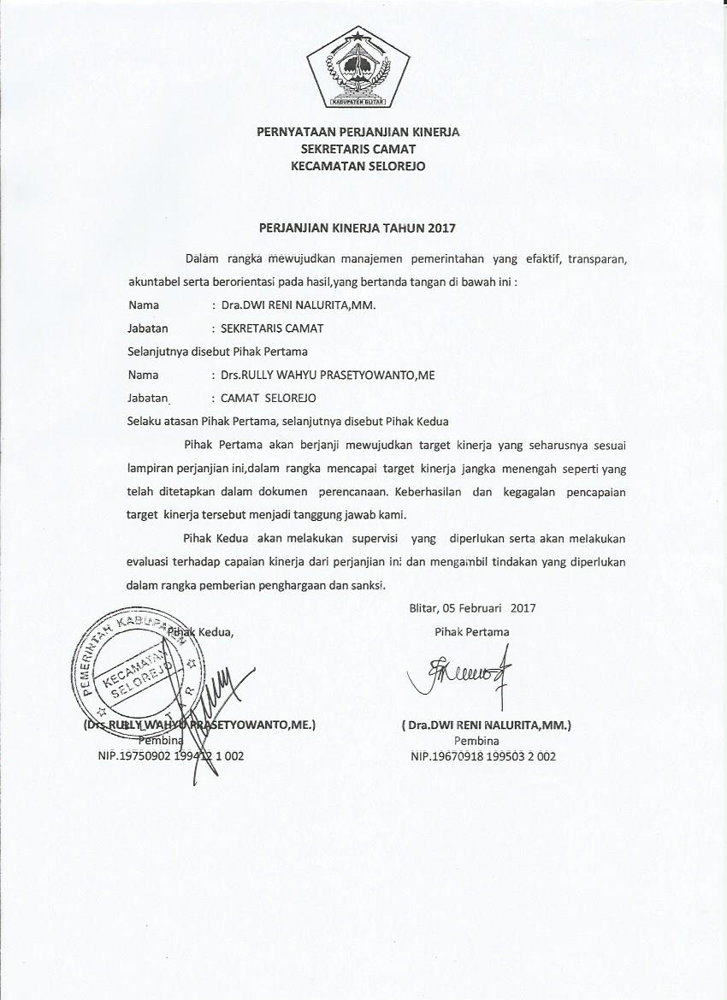 KABUPATEN BLITAR
PERNYATAAN PERJANJIAN KINERJA
SEKRETARIS CAMAT
KECAMATAN SELOREJO
PERJANJIAN KINERJA TAHUN 2017
Dalam rangka mewujudkan manajemen pemerintahan yang efaktif, transparan,
akuntabel serta berorientasi pada hasil,yang bertanda tangan di bawah ini :
Nama : Dra.DWI RENI NALURITA,MM.
Jabatan : SEKRETARIS CAMAT
Selanjutnya disebut Pihak Pertama
Nama : Drs.RULLY WAHYU PRASETYOWANTO,ME
Jabatan : CAMAT SELOREJO
Selaku atasan Pihak Pertama, selanjutnya disebut Pihak Kedua
Pihak Pertama akan berjanji mewujudkan target kinerja yang seharusnya sesuai
lampiran perjanjian ini,dalam rangka mencapai target kinerja jangka menengah seperti yang
telah ditetapkan dalam dokumen perencanaan. Keberhasilan dan kegagalan pencapaian
target kinerja tersebut menjadi tanggung jawab kami.
Pihak Kedua akan melakukan supervisi yang diperlukan serta akan melakukan
evaluasi terhadap capaian kinerja dari perjanjian ini dan mengambil tindakan yang diperlukan
dalam rangka pemberian penghargaan dan sanksi.
Blitar, 05 Februari 2017
Pihak Kedua, Pihak Pertama
PEMERINTAH KABUPATEN
KECAMATAN
SELOREJO
BLITAR
(Drs.RULLY WAHYU PRASETYOWANTO,ME.) ( Dra.DWI RENI NALURITA,MM.)
Pembina Pembina
NIP.19750902 199412 1 002 NIP.19670918 199503 2 002